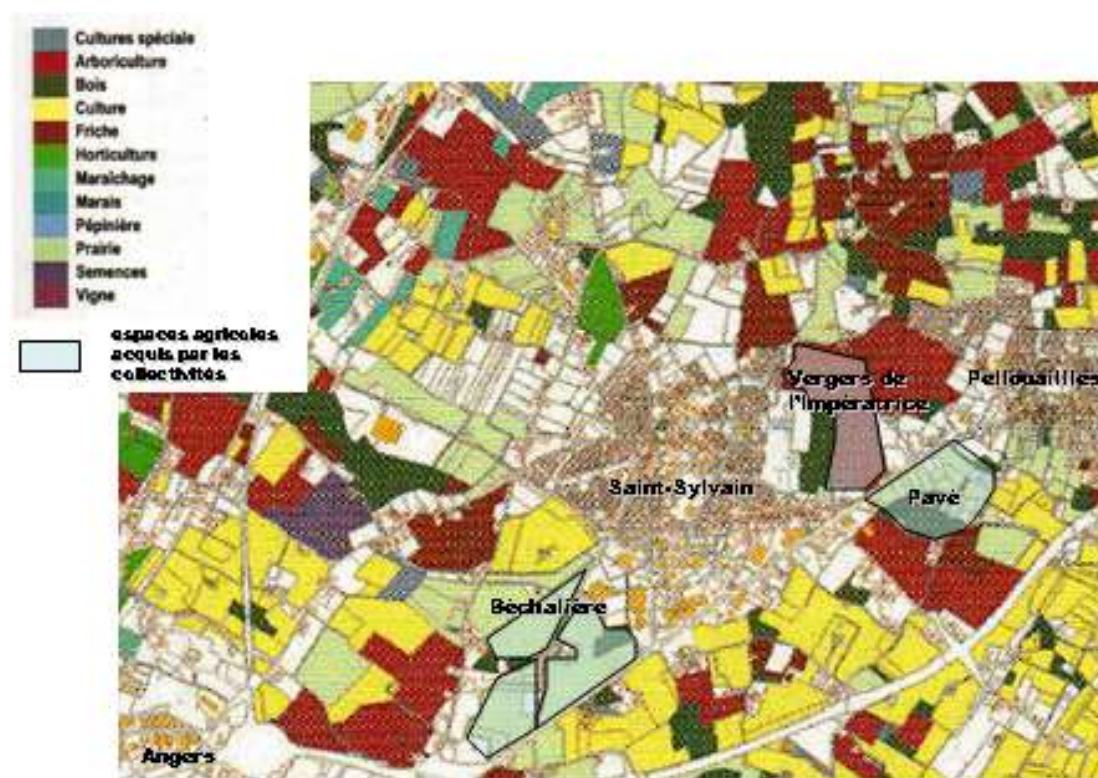 Cultures spéciale
Arboriculture
Bois
Culture
Friche
Horticulture
Maraichage
Marais
Pépinière
Prairie
Semences
Vigne
espaces agricoles
acquis par les
collectivités
Vergers de
l'Impératrice
Pellouailles
Saint-Sylvain
Pavé
Béchalière
Angers